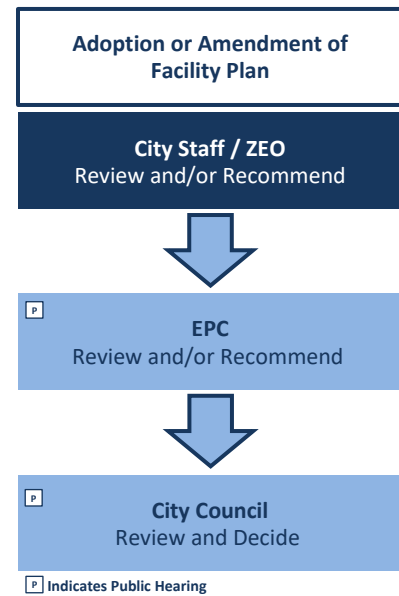 Adoption or Amendment of
Facility Plan
City Staff / ZEO
Review and/or Recommend
P
EPC
Review and/or Recommend
P
City Council
Review and Decide
P Indicates Public Hearing